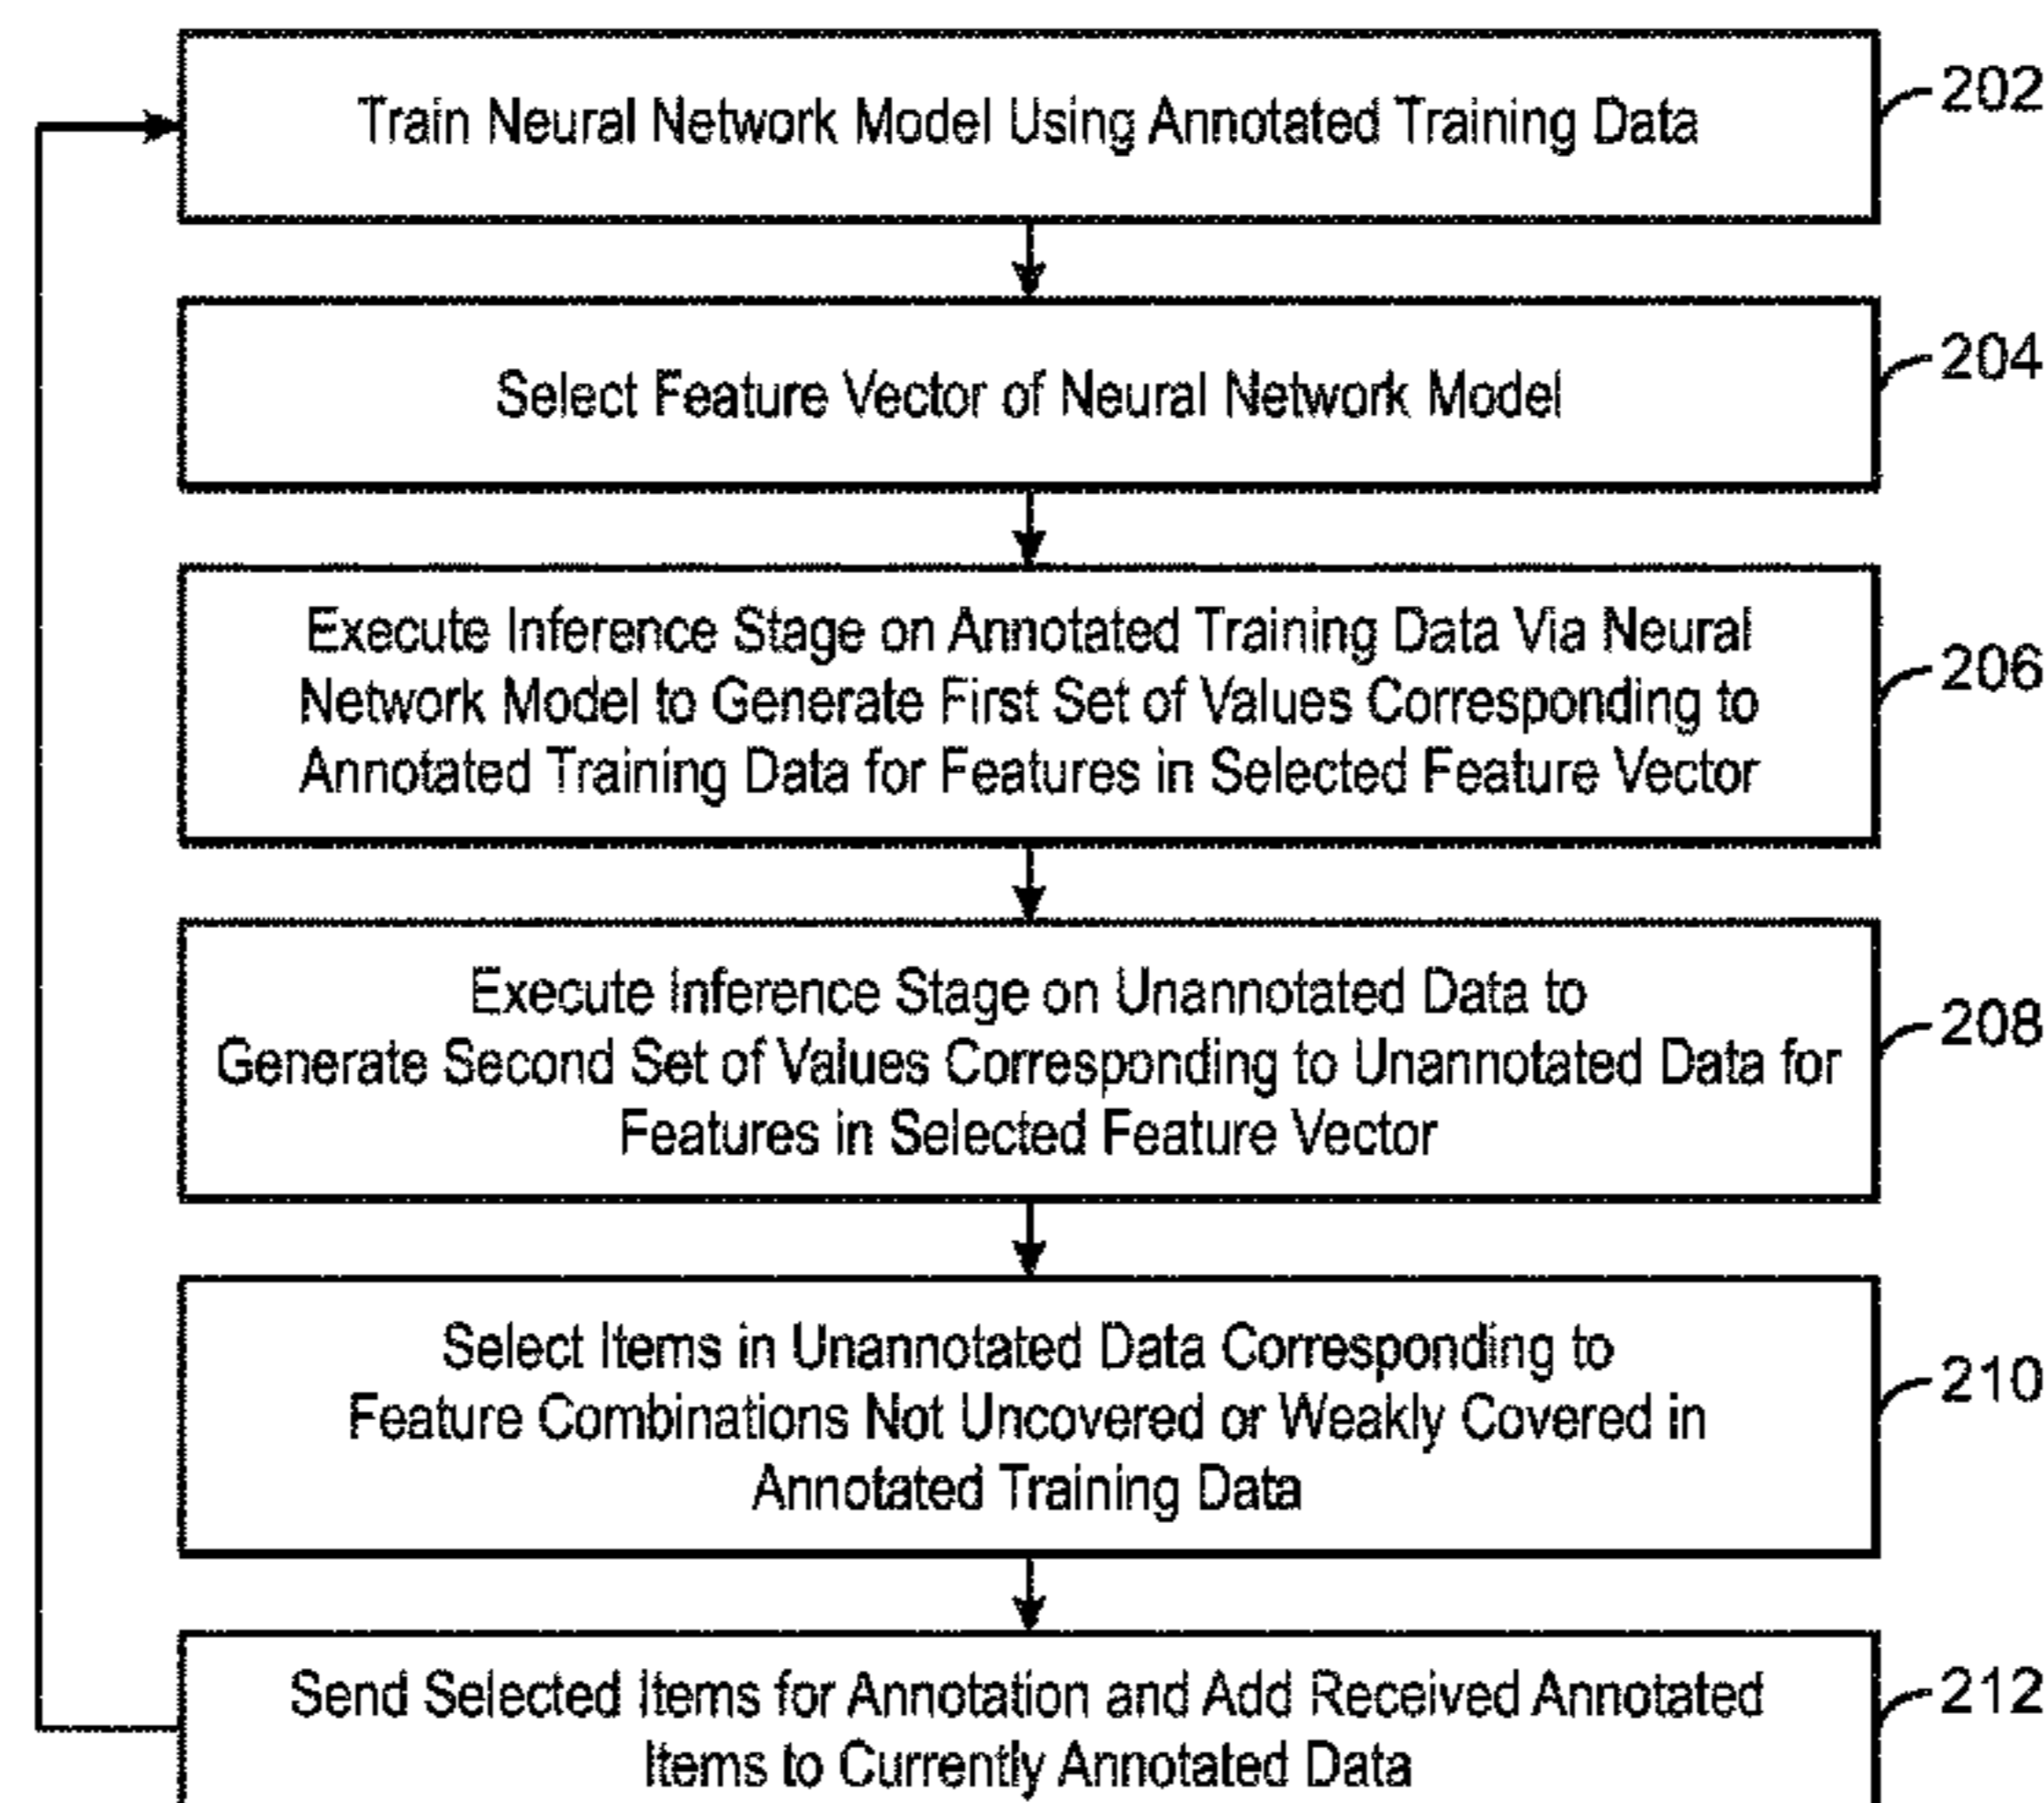 Train Neural Network Model Using Annotated Training Data
202
Select Feature Vector of Neural Network Model
204
Execute Inference Stage on Annotated Training Data Via Neural
Network Model to Generate First Set of Values Corresponding to
Annotated Training Data for Features in Selected Feature Vector
206
Execute Inference Stage on Unannotated Data to
Generate Second Set of Values Corresponding to Unannotated Data for
Features in Selected Feature Vector
208
Select Items in Unannotated Data Corresponding to
Feature Combinations Not Uncovered or Weakly Covered in
Annotated Training Data
210
Send Selected Items for Annotation and Add Received Annotated
Items to Currently Annotated Data
212